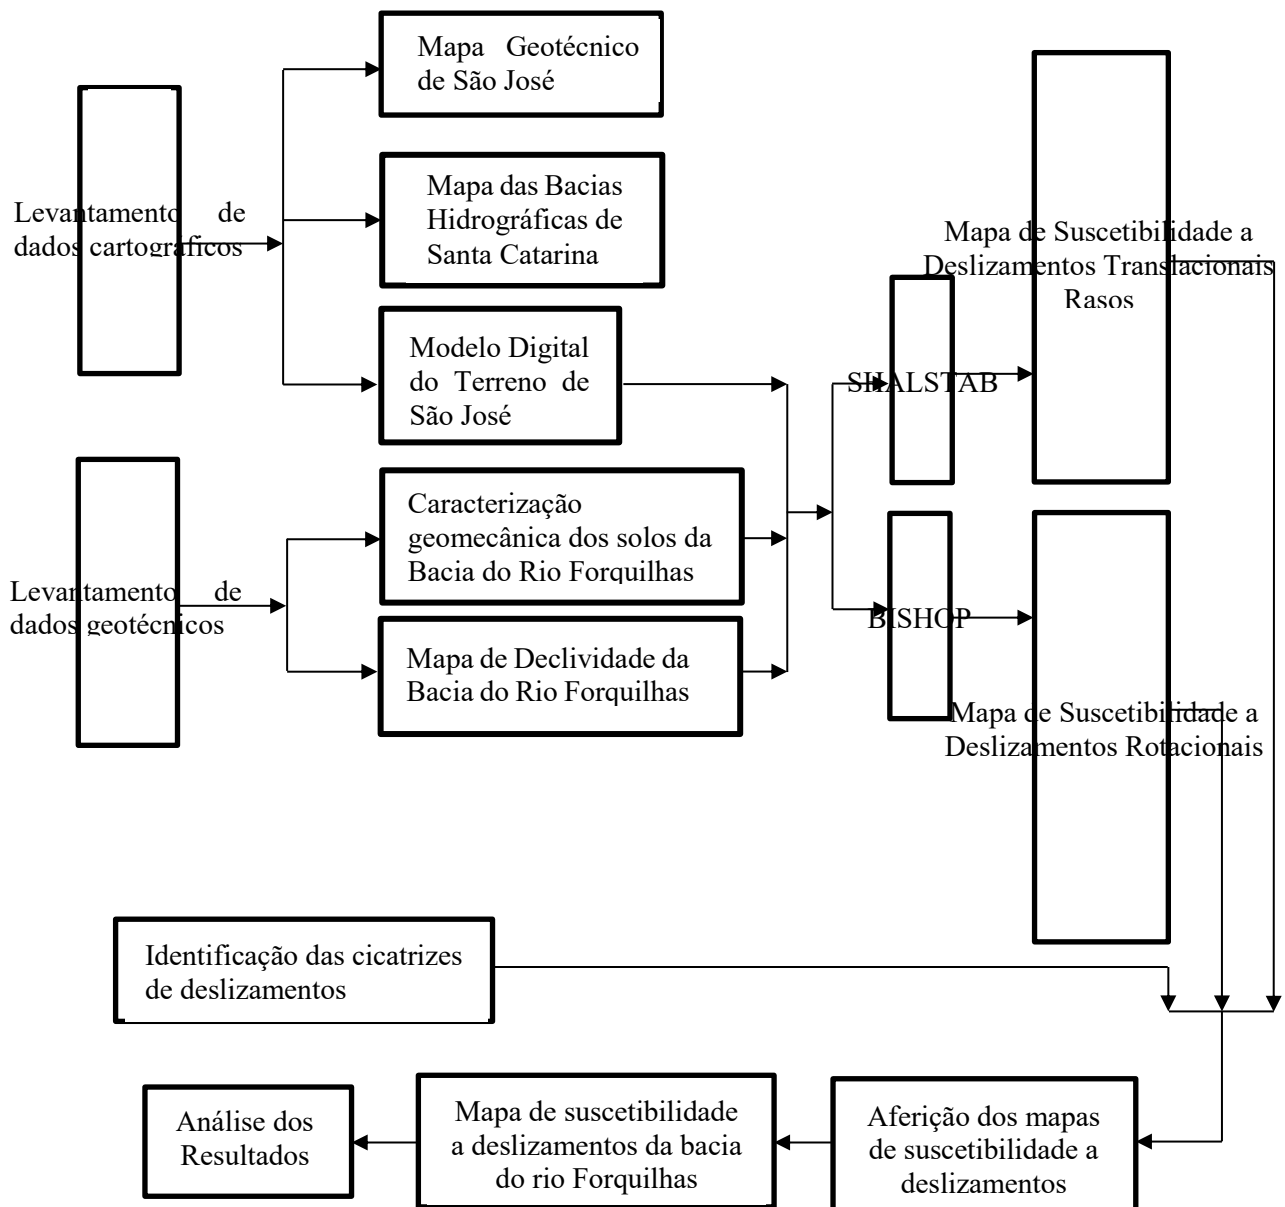 Mapa Geotécnico
de São José
Levantamento de
dados cartográficos
Mapa das Bacias
Hidrográficas de
Santa Catarina
Modelo Digital
do Terreno de
São José
Levantamento de
dados geotécnicos
Caracterização
geomecânica dos solos da
Bacia do Rio Forquilhas
Mapa de Declividade da
Bacia do Rio Forquilhas
SHALSTAB
BISHOP
Mapa de Suscetibilidade a
Deslizamentos Translacionais
Rasos
Mapa de Suscetibilidade a
Deslizamentos Rotacionais
Identificação das cicatrizes
de deslizamentos
Aferição dos mapas
de suscetibilidade a
deslizamentos
Mapa de suscetibilidade
a deslizamentos da bacia
do rio Forquilhas
Análise dos
Resultados